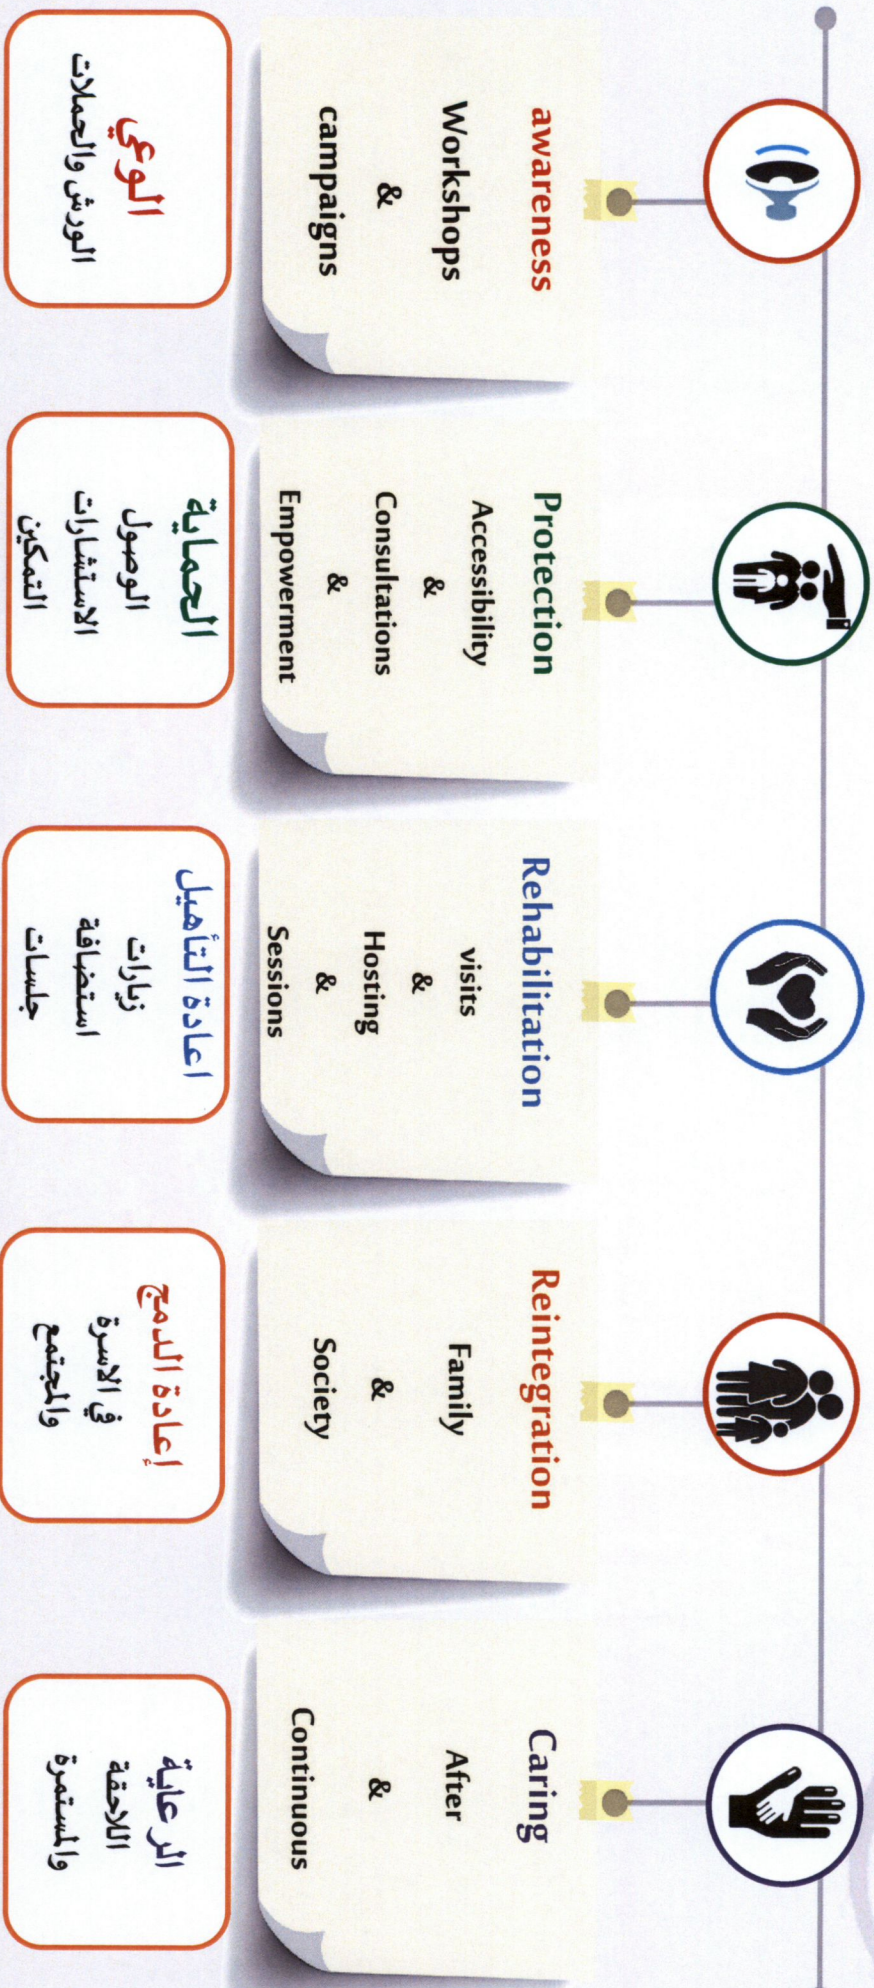 awareness
Workshops
&
campaigns
Protection
Accessibility
&
Consultations
&
Empowerment
Rehabilitation
visits
&
Hosting
&
Sessions
Reintegration
Family
&
Society
Caring
After
&
Continuous
الوعي
الورش والحملات
الحماية
الوصول
الاستشارات
التمكين
اعادة التأهيل
زيارات
استضافة
جلسات
إعادة الدمج
في الاسرة
والمجتمع
الرعاية
اللاحقة
والمستمرة